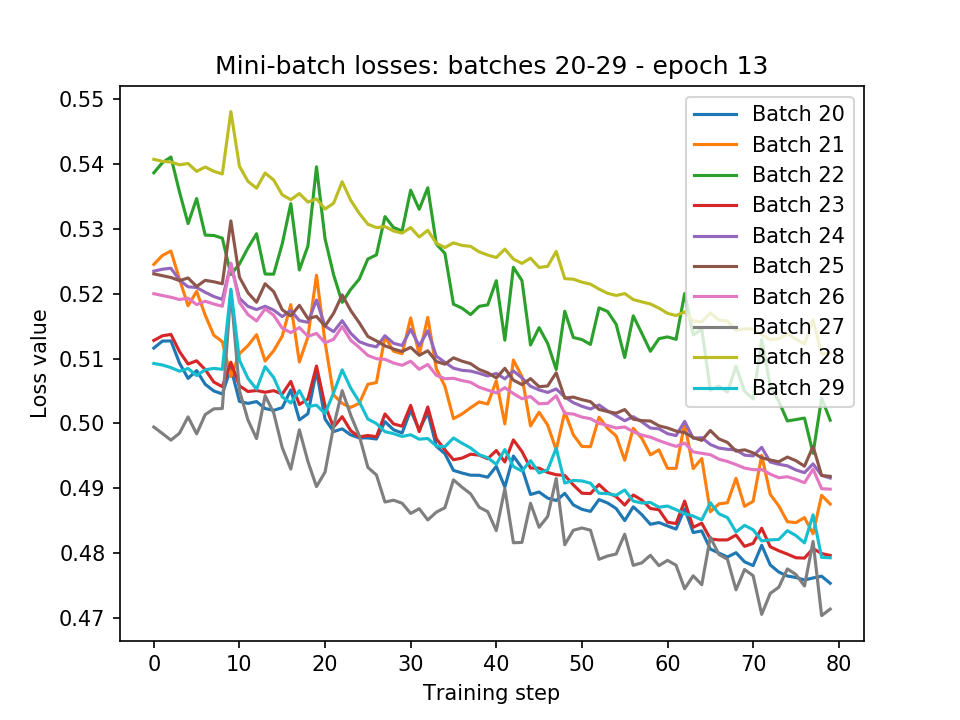 Mini-batch losses: batches 20-29 - epoch 13
Loss value
0.55
0.54
0.53
0.52
0.51
0.50
0.49
0.48
0.47
Batch 20
Batch 21
Batch 22
Batch 23
Batch 24
Batch 25
Batch 26
Batch 27
Batch 28
Batch 29
0 10 20 30 40 50 60 70 80
Training step